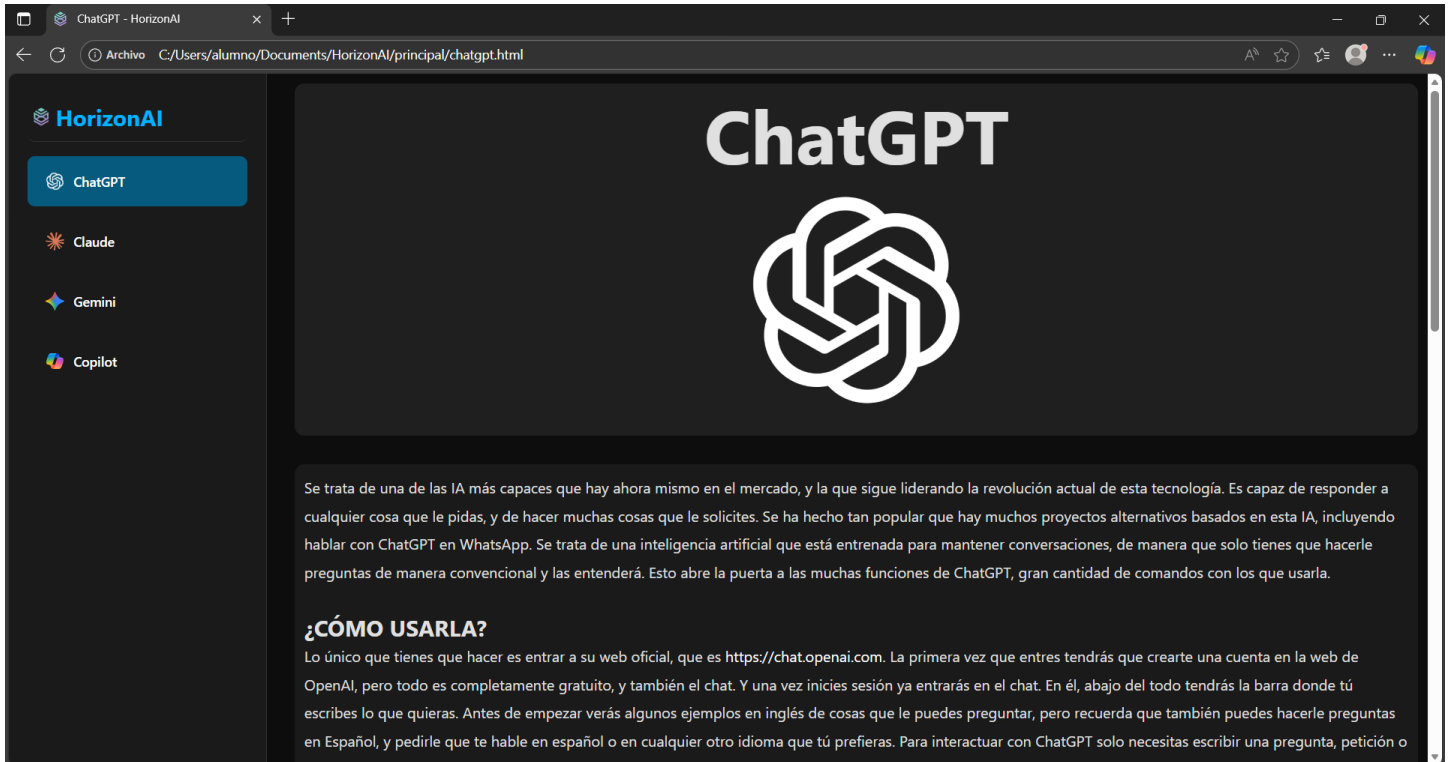 ChatGPT - HorizonAI
Archivo C:/Users/alumno/Documents/HorizonAI/principal/chatgpt.html
HorizonAI
ChatGPT
Claude
Gemini
Copilot
ChatGPT
Se trata de una de las IA más capaces que hay ahora mismo en el mercado, y la que sigue liderando la revolución actual de esta tecnología. Es capaz de responder a
cualquier cosa que le pidas, y de hacer muchas cosas que le solicites. Se ha hecho tan popular que hay muchos proyectos alternativos basados en esta IA, incluyendo
hablar con ChatGPT en WhatsApp. Se trata de una inteligencia artificial que está entrenada para mantener conversaciones, de manera que solo tienes que hacerle
preguntas de manera convencional y las entenderá. Esto abre la puerta a las muchas funciones de ChatGPT, gran cantidad de comandos con los que usarla.
¿CÓMO USARLA?
Lo único que tienes que hacer es entrar a su web oficial, que es https://chat.openai.com. La primera vez que entres tendrás que crearte una cuenta en la web de
OpenAI, pero todo es completamente gratuito, y también el chat. Y una vez inicies sesión ya entrarás en el chat. En él, abajo del todo tendrás la barra donde tú
escribes lo que quieras. Antes de empezar verás algunos ejemplos en inglés de cosas que le puedes preguntar, pero recuerda que también puedes hacerle preguntas
en Español, y pedirle que te hable en español o en cualquier otro idioma que tú prefieras. Para interactuar con ChatGPT solo necesitas escribir una pregunta, petición o